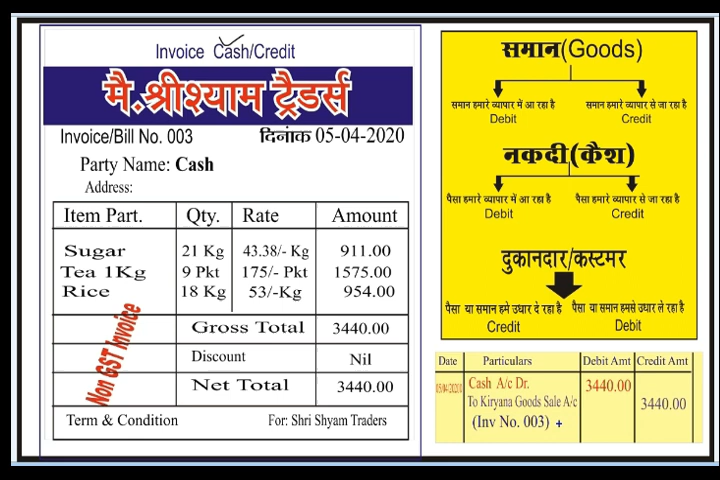 Invoice Cash/Credit
मै.श्रीश्याम ट्रैडर्स
Invoice/Bill No. 003 दिनांक 05-04-2020
Party Name: Cash
Address:
Item Part. Qty. Rate Amount
Sugar 21 Kg 43.38/- Kg 911.00
Tea 1Kg 9 Pkt 175/- Pkt 1575.00
Rice 18 Kg 53/-Kg 954.00
Gross Total 3440.00
Discount Nil
Net Total 3440.00
Non GST Invoice
Term & Condition For: Shri Shyam Traders
समान(Goods)
समान हमारे व्यापार में आ रहा है समान हमारे व्यापार से जा रहा है
Debit Credit
नकदी(कैश)
पैसा हमारे व्यापार में आ रहा है पैसा हमारे व्यापार से जा रहा है
Debit Credit
दुकानदार/कस्टमर
पैसा या समान हमे उधार दे रहा है पैसा या समान हमसे उधार ले रहा है
Credit Debit
Date Particulars Debit Amt Credit Amt
05/04/2020 Cash A/c Dr. 3440.00
To Kiryana Goods Sale A/c 3440.00
(Inv No. 003) +